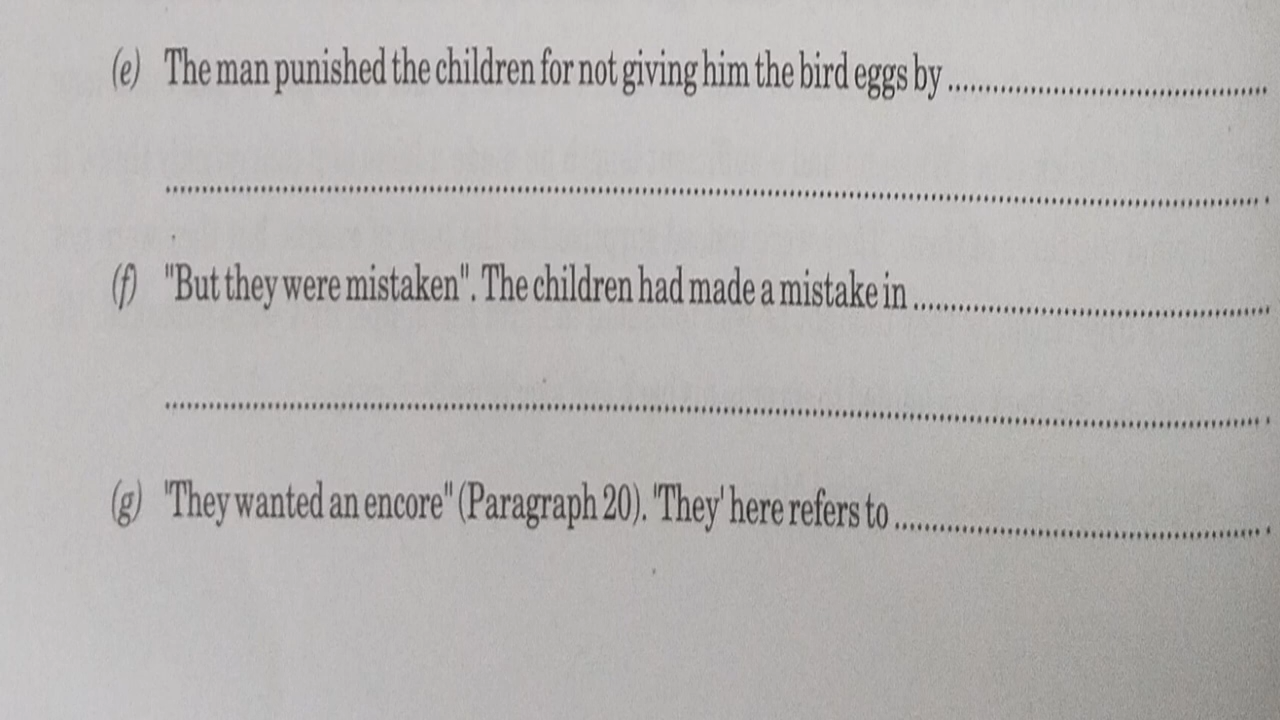 (e) The man punished the children for not giving him the bird eggs by ..........................................
..........................................................................................................................................
(f) "But they were mistaken". The children had made a mistake in ..............................................
..........................................................................................................................................
(g) 'They wanted an encore" (Paragraph 20). 'They' here refers to ................................................